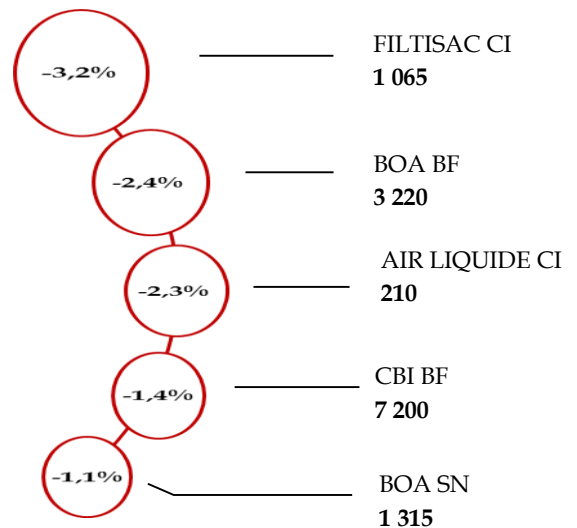 -3,2%
FILTISAC CI
1 065
-2,4%
BOA BF
3 220
-2,3%
AIR LIQUIDE CI
210
-1,4%
CBI BF
7 200
-1,1%
BOA SN
1 315